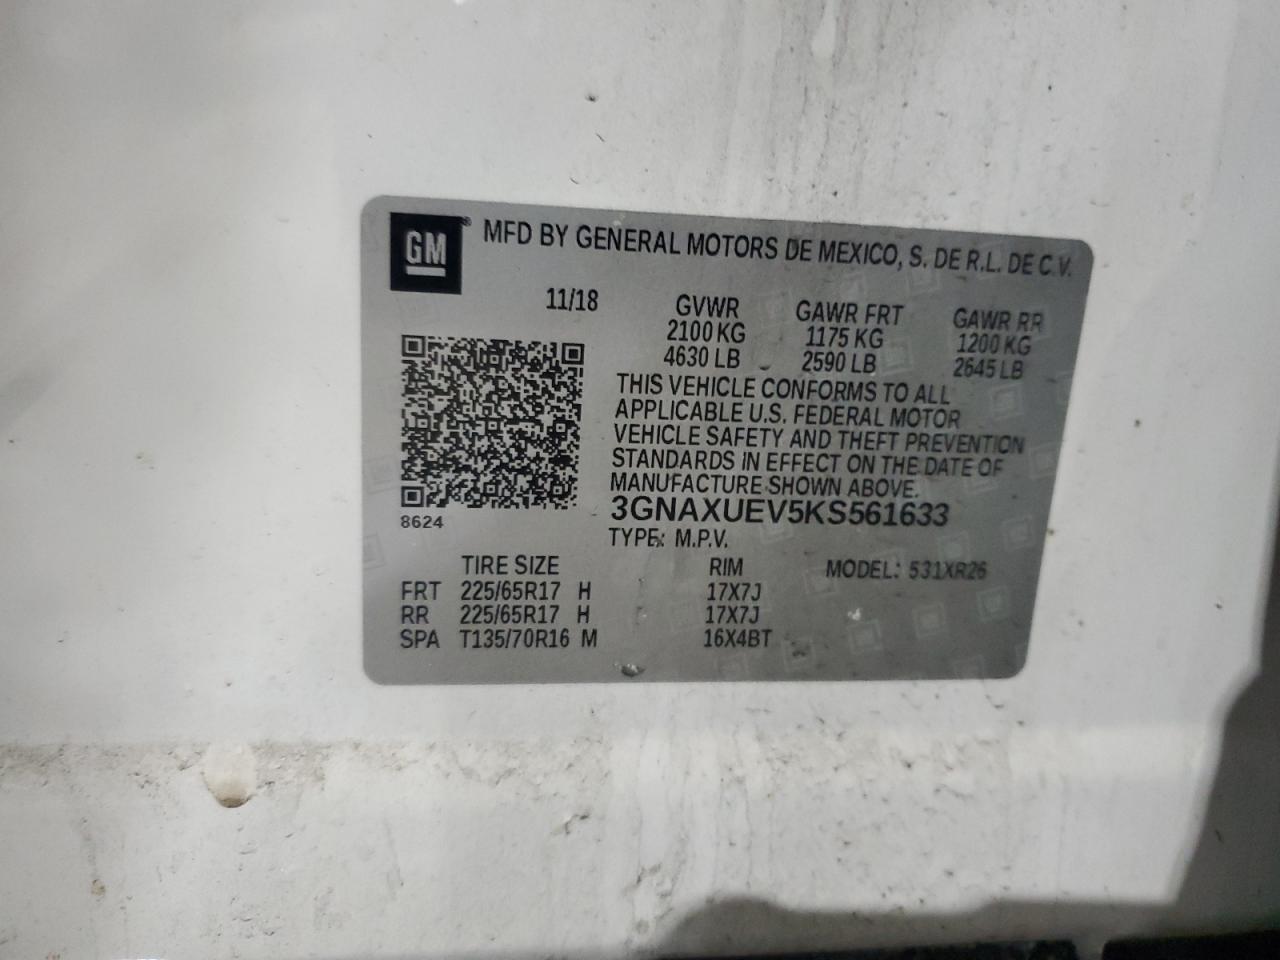 GM® MFD BY GENERAL MOTORS DE MEXICO, S. DE R.L. DE C.V.
11/18 GVWR GAWR FRT GAWR RR
2100 KG 1175 KG 1200 KG
4630 LB 2590 LB 2645 LB
THIS VEHICLE CONFORMS TO ALL
APPLICABLE U.S. FEDERAL MOTOR
VEHICLE SAFETY AND THEFT PREVENTION
STANDARDS IN EFFECT ON THE DATE OF
MANUFACTURE SHOWN ABOVE.
3GNAXUEV5KS561633
8624
TYPE: M.P.V.
TIRE SIZE RIM MODEL: 531XR26
FRT 225/65R17 H 17X7J
RR 225/65R17 H 17X7J
SPA T135/70R16 M 16X4BT